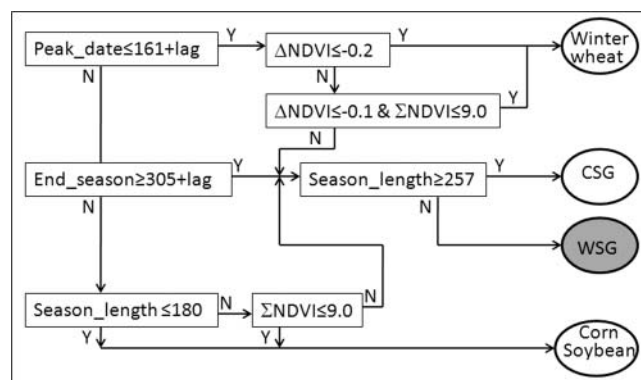 Peak_date≤161+lag
Y
ΔNDVI≤-0.2
Y
Winter
wheat
N
N
ΔNDVI≤-0.1 & ΣNDVI≤9.0
Y
N
End_season≥305+lag
Y
Season_length≥257
Y
CSG
N
N
WSG
Season_length ≤180
N
ΣNDVI≤9.0
N
Y
Y
Corn
Soybean